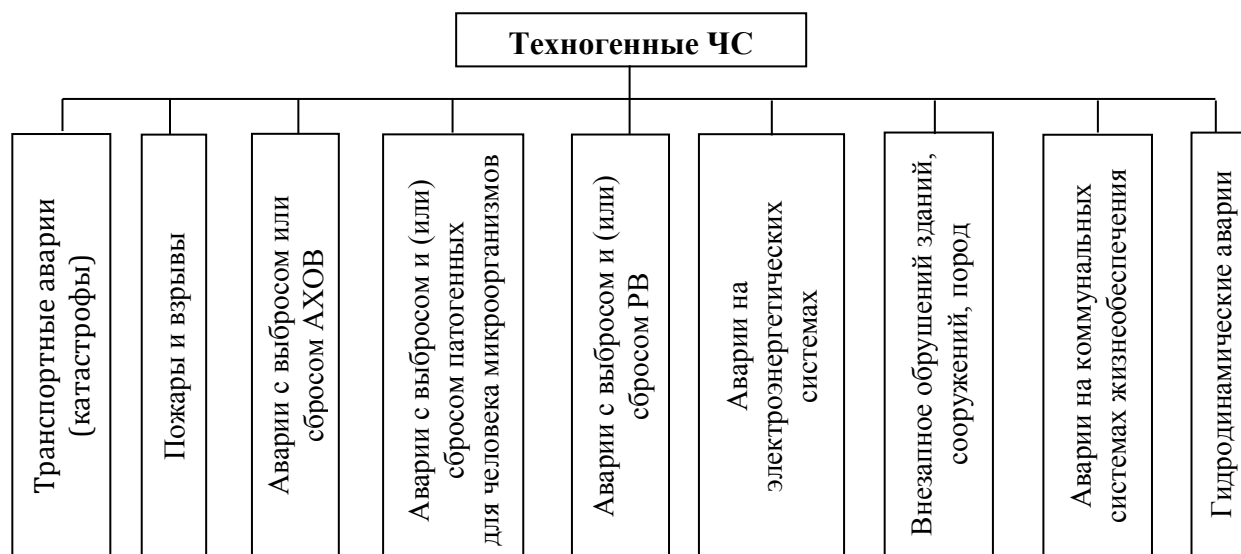 Техногенные ЧС
Транспортные аварии
(катастрофы)
Пожары и взрывы
Аварии с выбросом или
сбросом АХОВ
Аварии с выбросом и (или)
сбросом патогенных
для человека микроорганизмов
Аварии с выбросом и (или)
сбросом РВ
Аварии на
электроэнергетических
системах
Внезапное обрушений зданий,
сооружений, пород
Аварии на коммунальных
системах жизнеобеспечения
Гидродинамические аварии